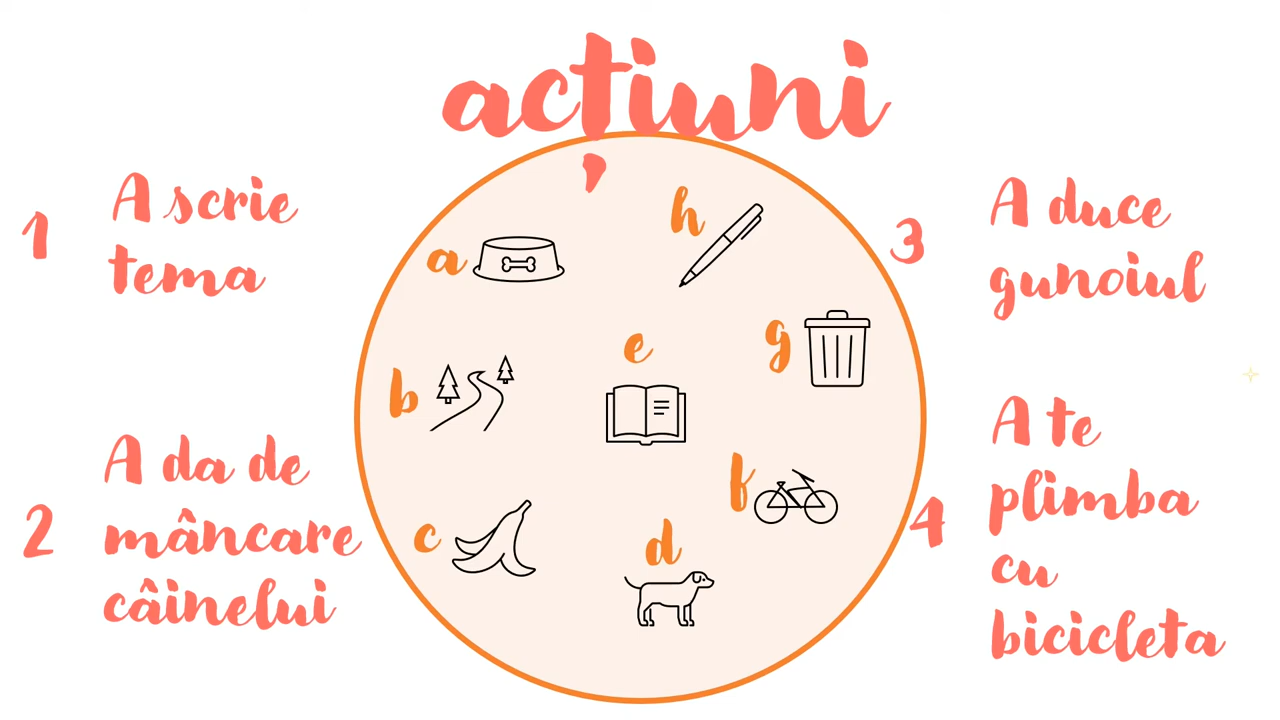 acțiuni
1
A scrie
tema
2
A da de
mâncare
câinelui
a
b
c
d
e
f
g
h
3
A duce
gunoiul
4
A te
plimba
cu
bicicleta